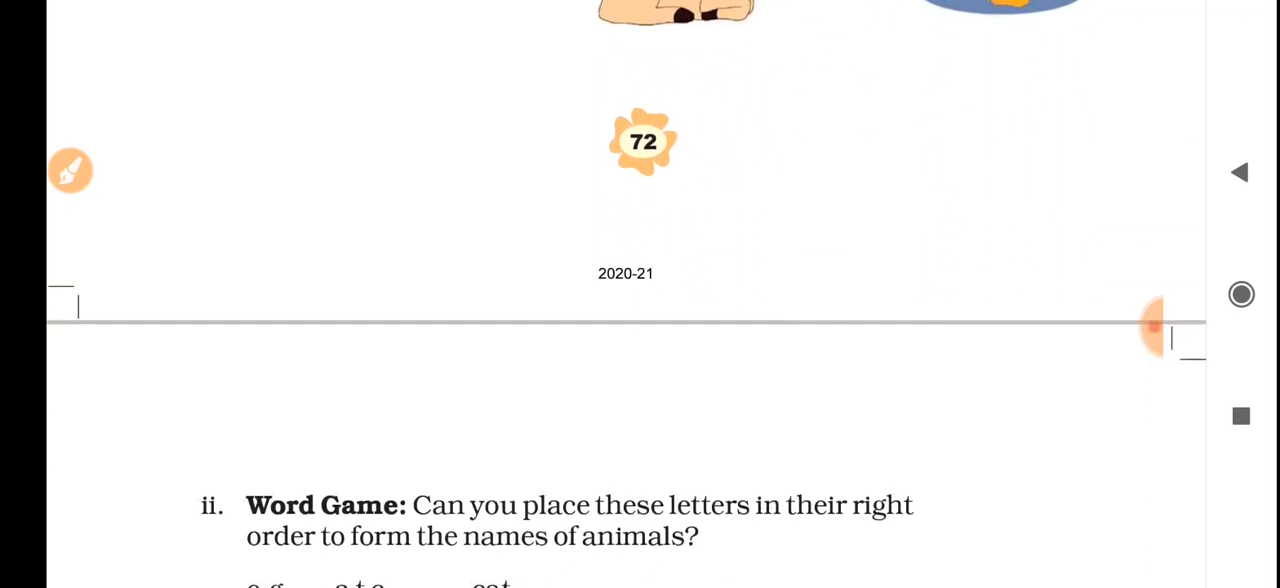 72
2020-21
ii. Word Game: Can you place these letters in their right
order to form the names of animals?